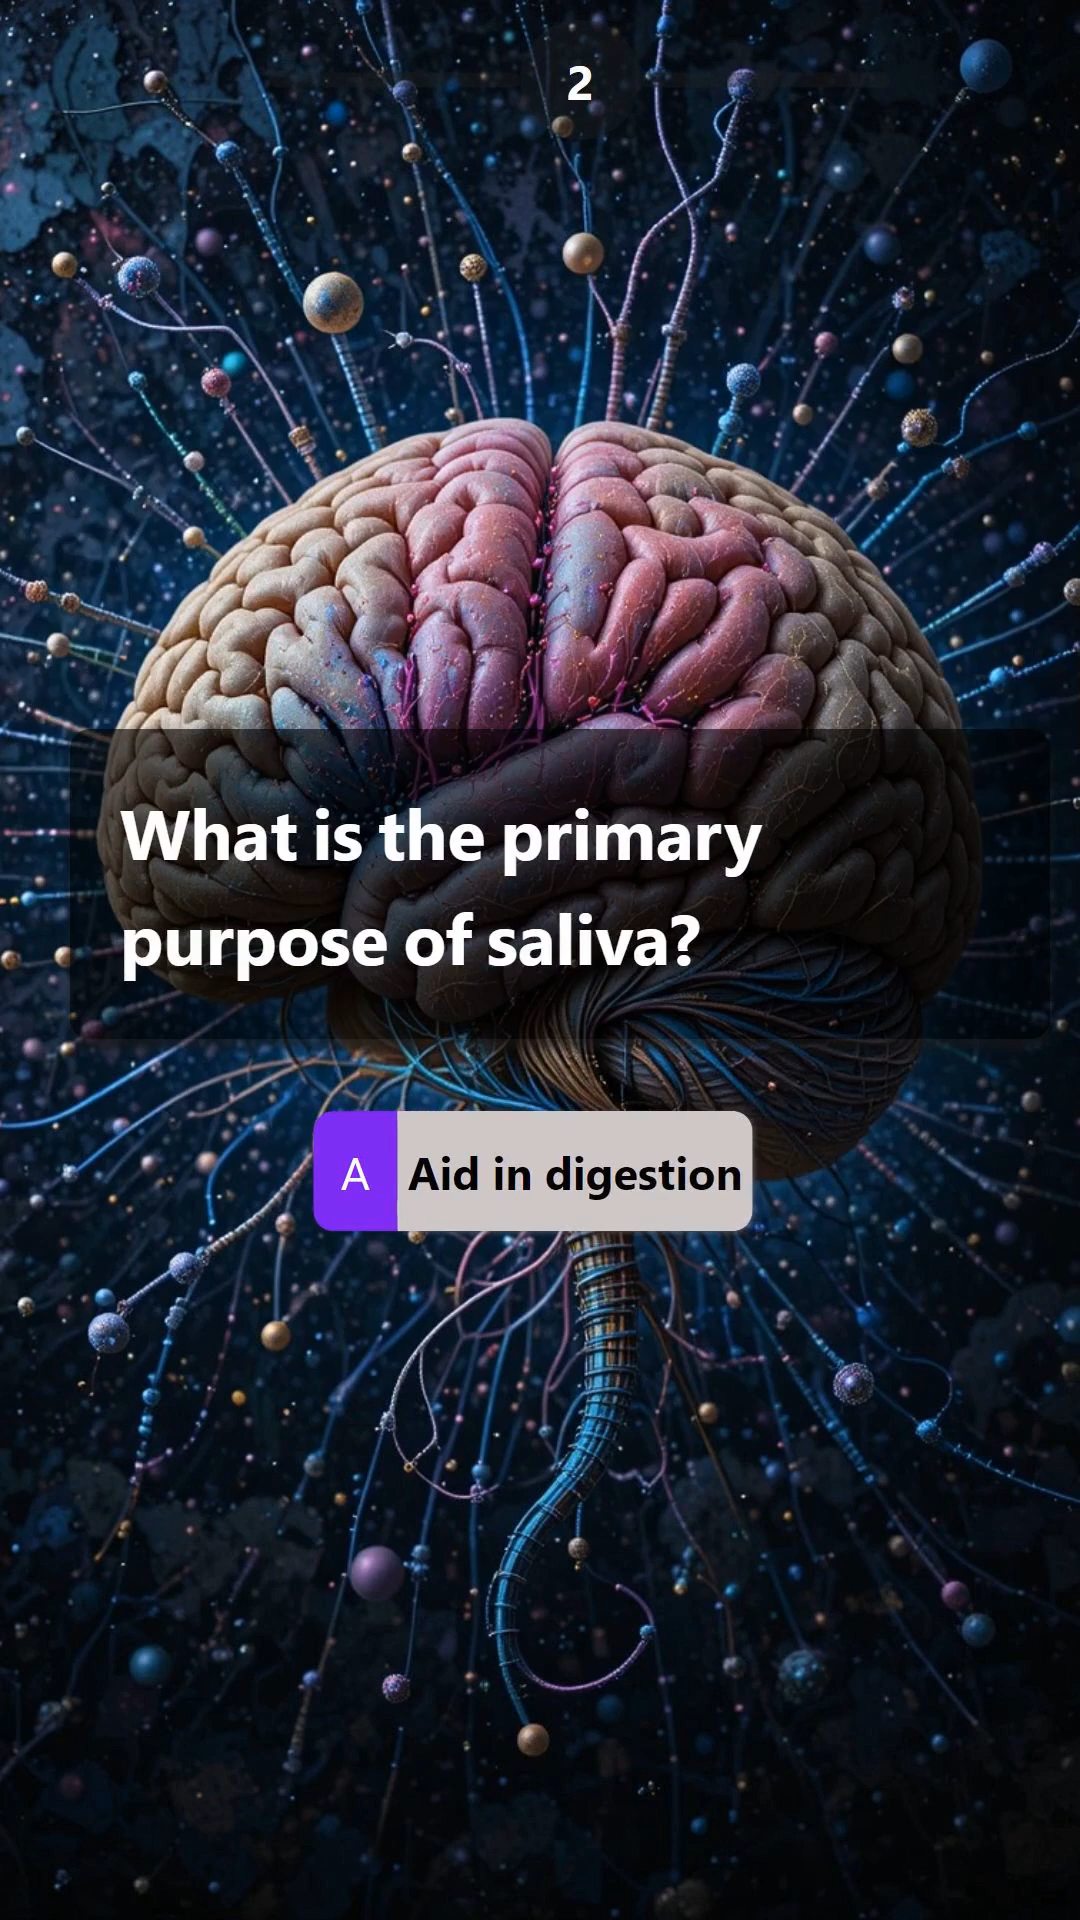 2
What is the primary
purpose of saliva?
A Aid in digestion